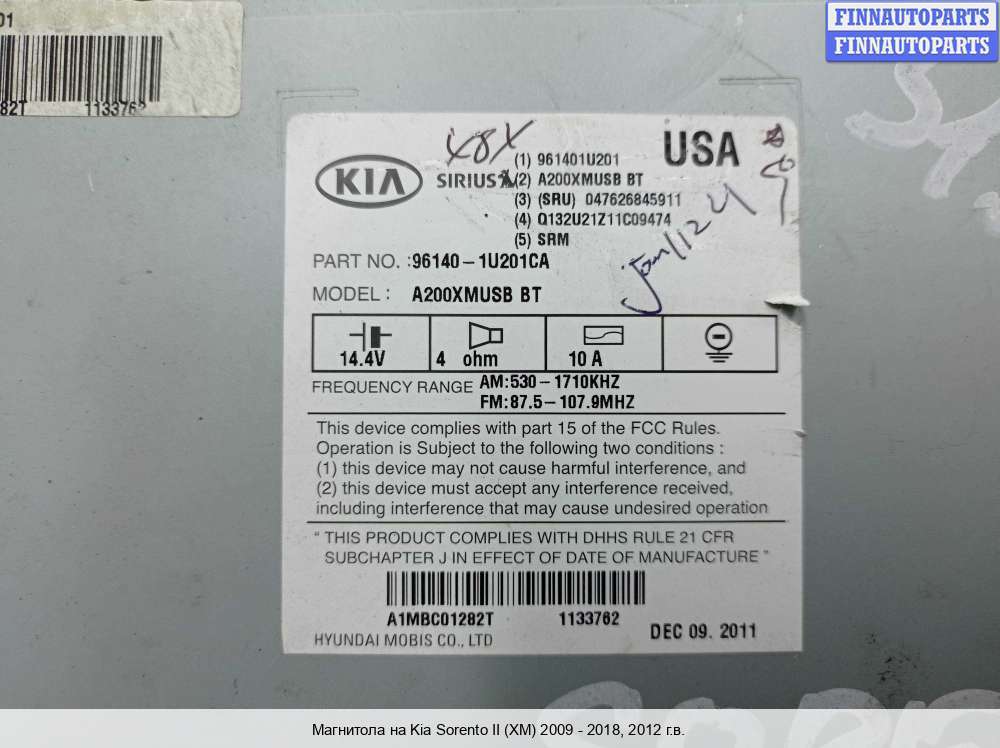 FINNAUTOPARTS
FINNAUTOPARTS
01
82T 1133762
X8X
USA
KIA
SIRIUS
(1) 961401U201
(2) A200XMUSB BT
(3) (SRU) 047626845911
(4) Q132U21Z11C09474
(5) SRM
PART NO. : 96140-1U201CA
MODEL : A200XMUSB BT
14.4V
4 ohm
10 A
FREQUENCY RANGE AM:530-1710KHZ
FM:87.5-107.9MHZ
This device complies with part 15 of the FCC Rules.
Operation is Subject to the following two conditions :
(1) this device may not cause harmful interference, and
(2) this device must accept any interference received,
including interference that may cause undesired operation
" THIS PRODUCT COMPLIES WITH DHHS RULE 21 CFR
SUBCHAPTER J IN EFFECT OF DATE OF MANUFACTURE "
A1MBC01282T 1133762
HYUNDAI MOBIS CO., LTD
DEC 09. 2011
Магнитола на Kia Sorento II (XM) 2009 - 2018, 2012 г.в.